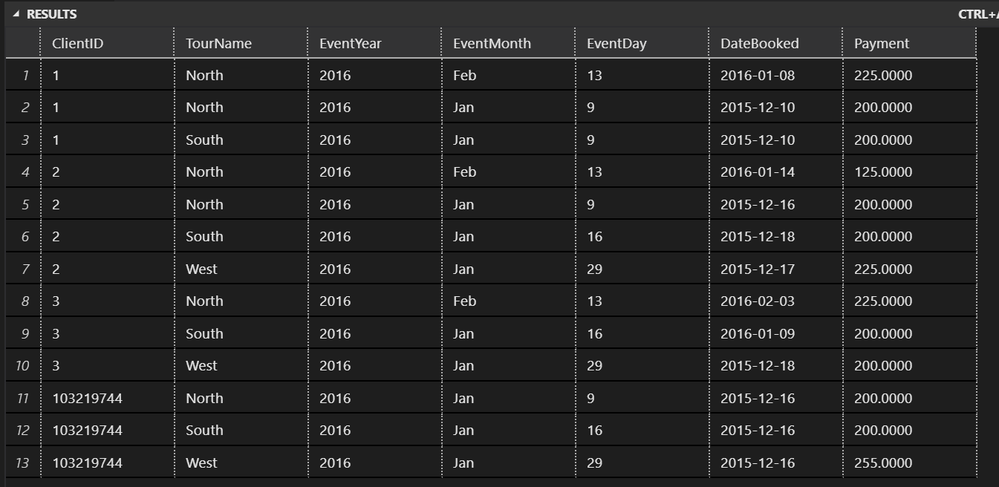 RESULTS CTRL+A
ClientID TourName EventYear EventMonth EventDay DateBooked Payment
1 1 North 2016 Feb 13 2016-01-08 225.0000
2 1 North 2016 Jan 9 2015-12-10 200.0000
3 1 South 2016 Jan 9 2015-12-10 200.0000
4 2 North 2016 Feb 13 2016-01-14 125.0000
5 2 North 2016 Jan 9 2015-12-16 200.0000
6 2 South 2016 Jan 16 2015-12-18 200.0000
7 2 West 2016 Jan 29 2015-12-17 225.0000
8 3 North 2016 Feb 13 2016-02-03 225.0000
9 3 South 2016 Jan 16 2016-01-09 200.0000
10 3 West 2016 Jan 29 2015-12-18 200.0000
11 103219744 North 2016 Jan 9 2015-12-16 200.0000
12 103219744 South 2016 Jan 16 2015-12-16 200.0000
13 103219744 West 2016 Jan 29 2015-12-16 255.0000